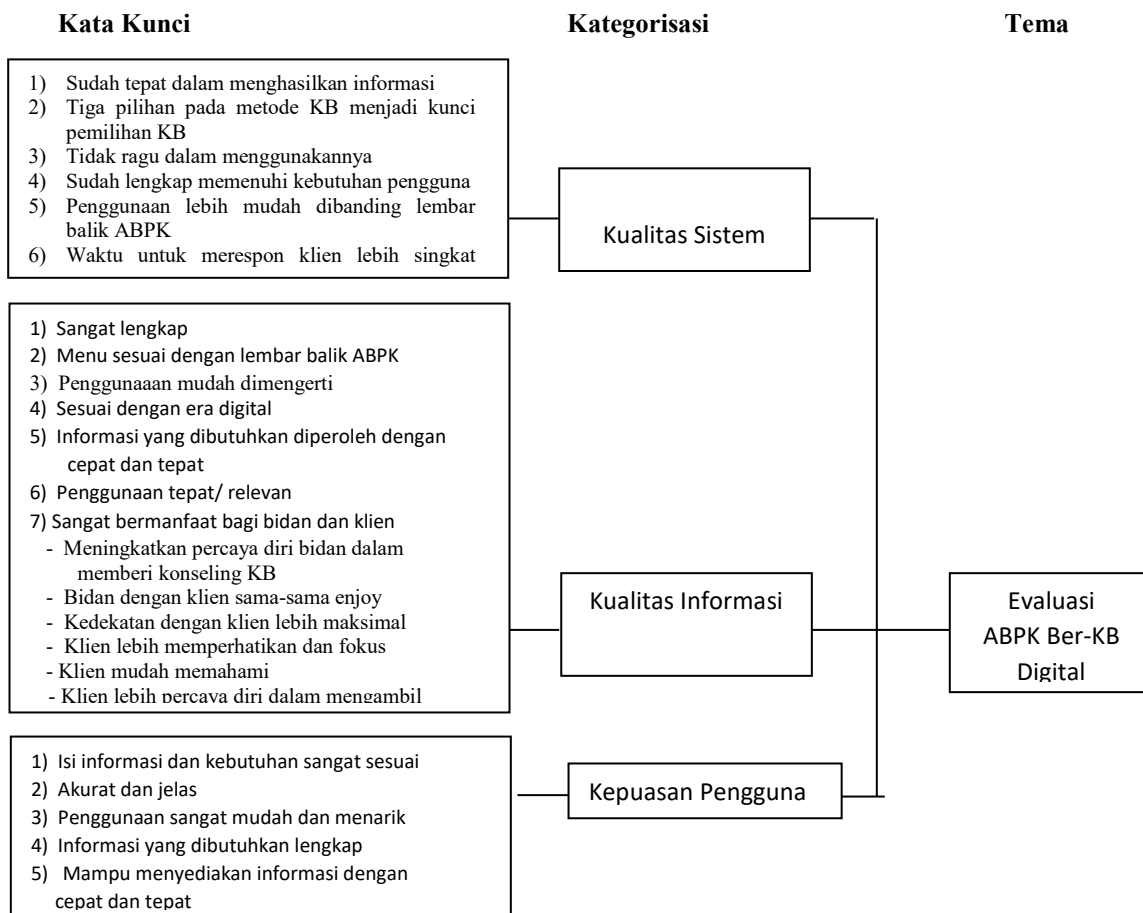 Kata Kunci
Kategorisasi
Tema
1) Sudah tepat dalam menghasilkan informasi
2) Tiga pilihan pada metode KB menjadi kunci
pemilihan KB
3) Tidak ragu dalam menggunakannya
4) Sudah lengkap memenuhi kebutuhan pengguna
5) Penggunaan lebih mudah dibanding lembar
balik ABPK
6) Waktu untuk merespon klien lebih singkat
Kualitas Sistem
1) Sangat lengkap
2) Menu sesuai dengan lembar balik ABPK
3) Penggunaaan mudah dimengerti
4) Sesuai dengan era digital
5) Informasi yang dibutuhkan diperoleh dengan
cepat dan tepat
6) Penggunaan tepat/ relevan
7) Sangat bermanfaat bagi bidan dan klien
- Meningkatkan percaya diri bidan dalam
memberi konseling KB
- Bidan dengan klien sama-sama enjoy
- Kedekatan dengan klien lebih maksimal
- Klien lebih memperhatikan dan fokus
- Klien mudah memahami
- Klien lebih percaya diri dalam mengambil
Kualitas Informasi
Evaluasi
ABPK Ber-KB
Digital
1) Isi informasi dan kebutuhan sangat sesuai
2) Akurat dan jelas
3) Penggunaan sangat mudah dan menarik
4) Informasi yang dibutuhkan lengkap
5) Mampu menyediakan informasi dengan
cepat dan tepat
Kepuasan Pengguna